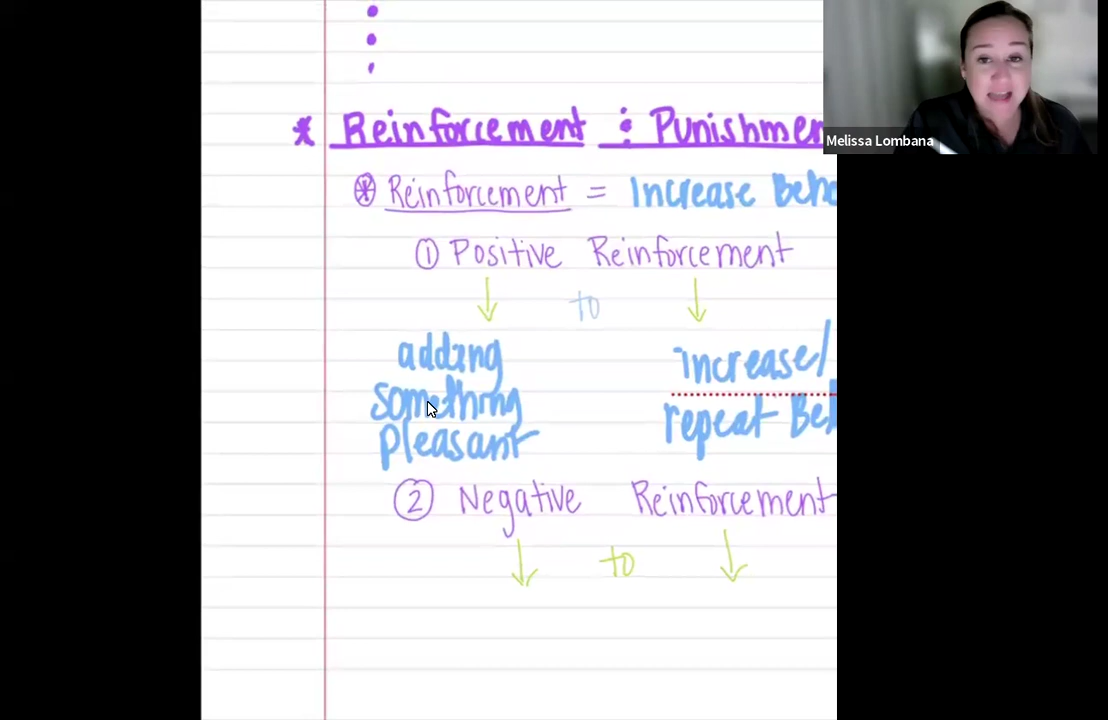 * Reinforcement : Punishmen
Melissa Lombana
* Reinforcement = Increase Beha
① Positive Reinforcement
to
adding
something
pleasant
increase/
repeat Beh
② Negative Reinforcement
to